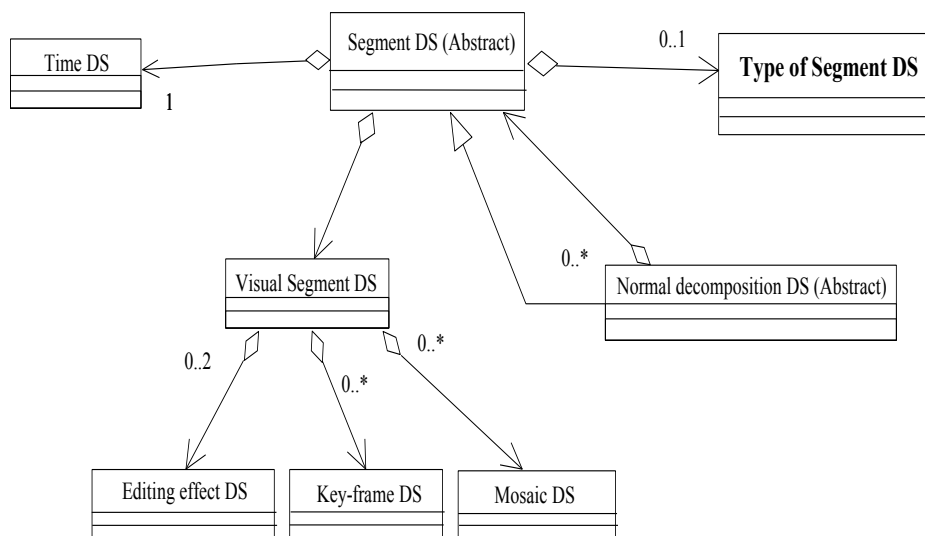 Segment DS (Abstract)
0..1
Time DS
Type of Segment DS
1
0..*
Visual Segment DS
Normal decomposition DS (Abstract)
0..2
0..*
0..*
Editing effect DS
Key-frame DS
Mosaic DS